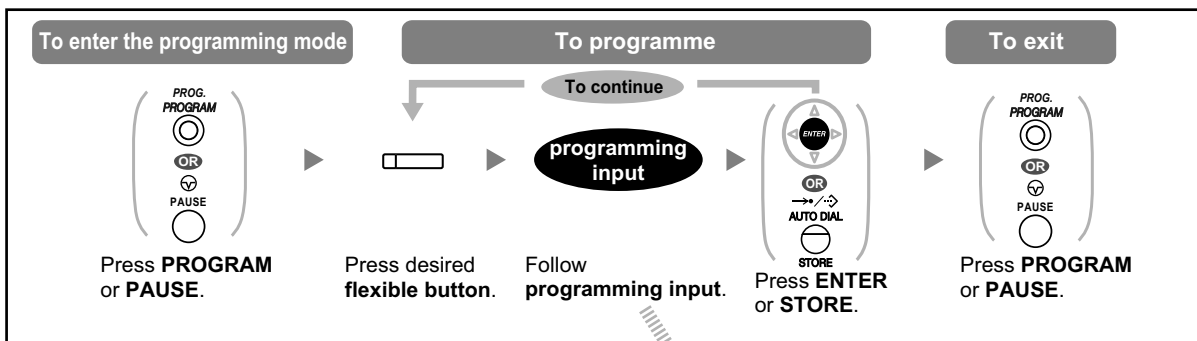 To enter the programming mode
To programme
To exit
To continue
PROG.
PROGRAM
OR
PAUSE
Press PROGRAM
or PAUSE.
Press desired
flexible button.
programming
input
Follow
programming input.
ENTER
OR
AUTO DIAL
STORE
Press ENTER
or STORE.
PROG.
PROGRAM
OR
PAUSE
Press PROGRAM
or PAUSE.